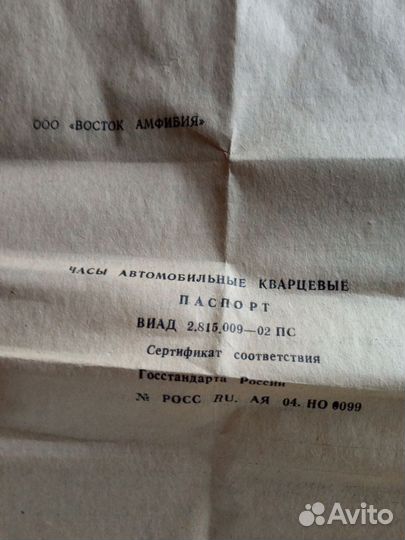 ООО «ВОСТОК АМФИБИЯ»
ЧАСЫ АВТОМОБИЛЬНЫЕ КВАРЦЕВЫЕ
ПАСПОРТ
ВИАД 2.815.009—02 ПС
Сертификат соответствия
Госстандарта России
№ РОСС RU. АЯ 04. НО 0099
Avito